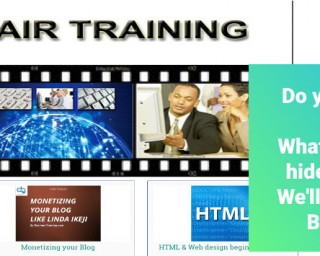 AIR TRAINING
Do y
What
hide
We'll
B
MONETIZING
YOUR BLOG
LIKE LINDA IKEJI
HTML
Monetizing your Blog
HTML & Web design begin